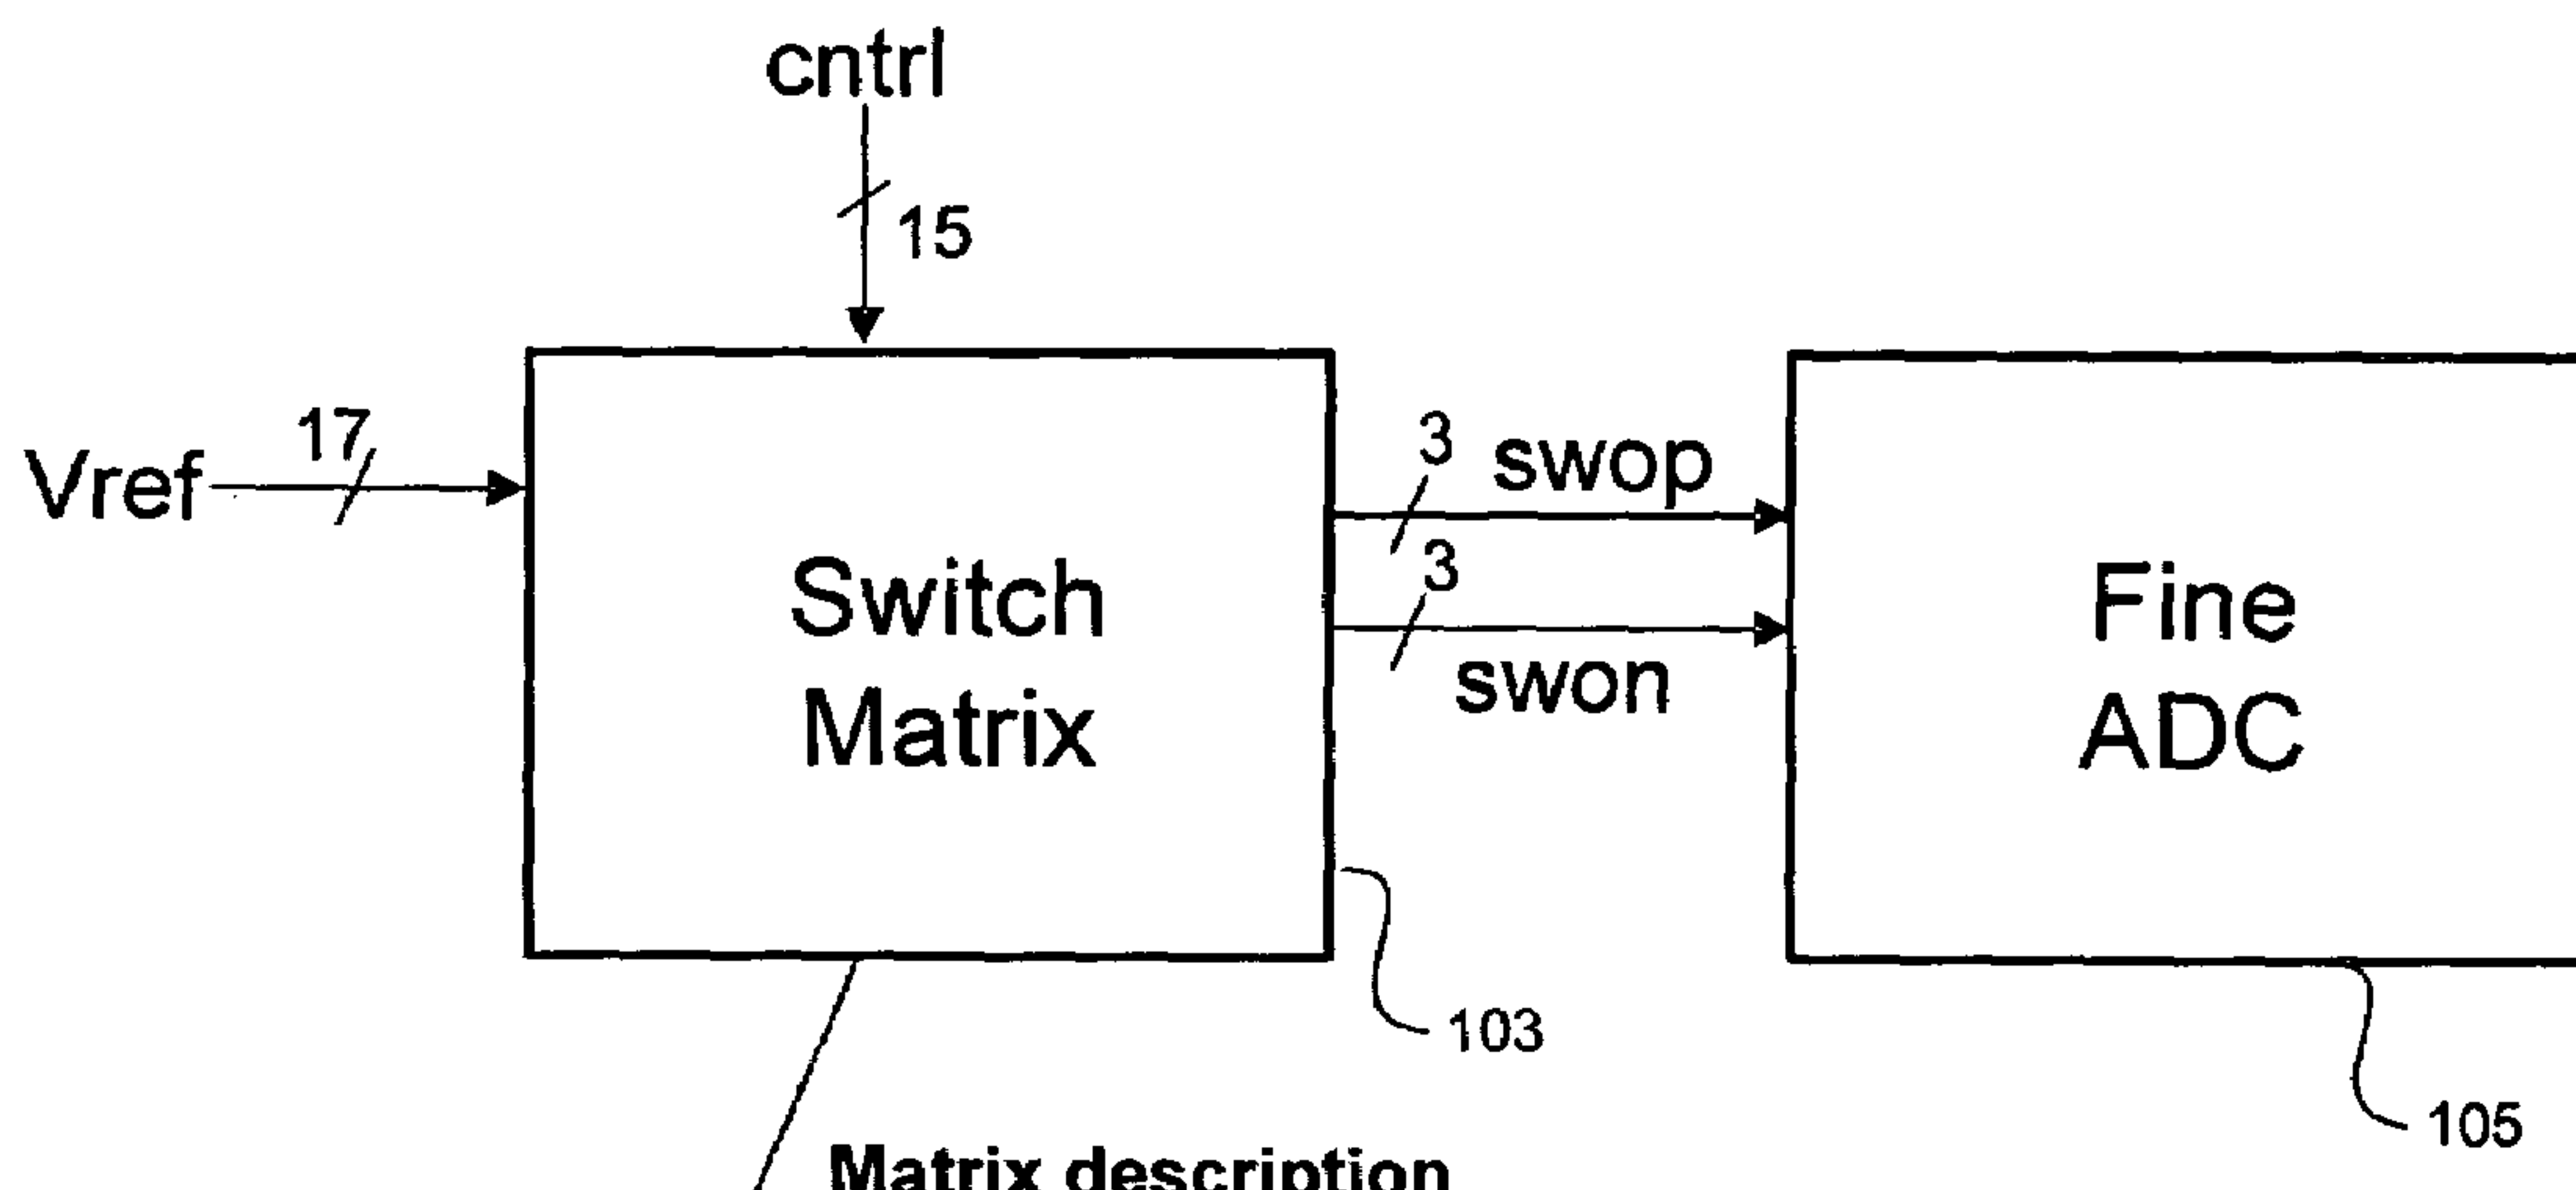 cntrl
15
17
Vref
3
swop
3
swon
Switch
Matrix
Fine
ADC
103
105
Matrix description